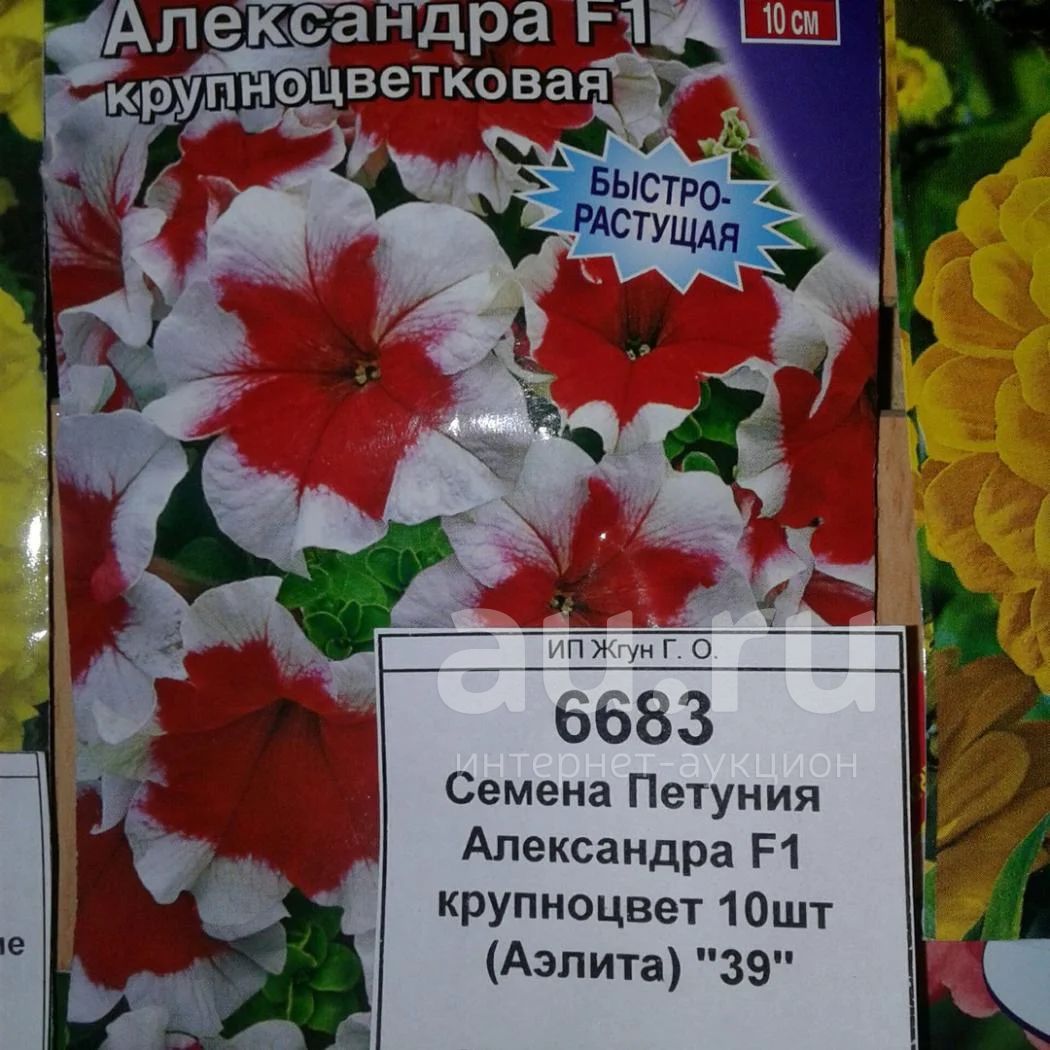 Александра F1
крупноцветковая
10 см
БЫСТРО-
РАСТУЩАЯ
au.ru
интернет-аукцион
ИП Жгун Г. О.
6683
Семена Петуния
Александра F1
крупноцвет 10шт
(Аэлита) "39"